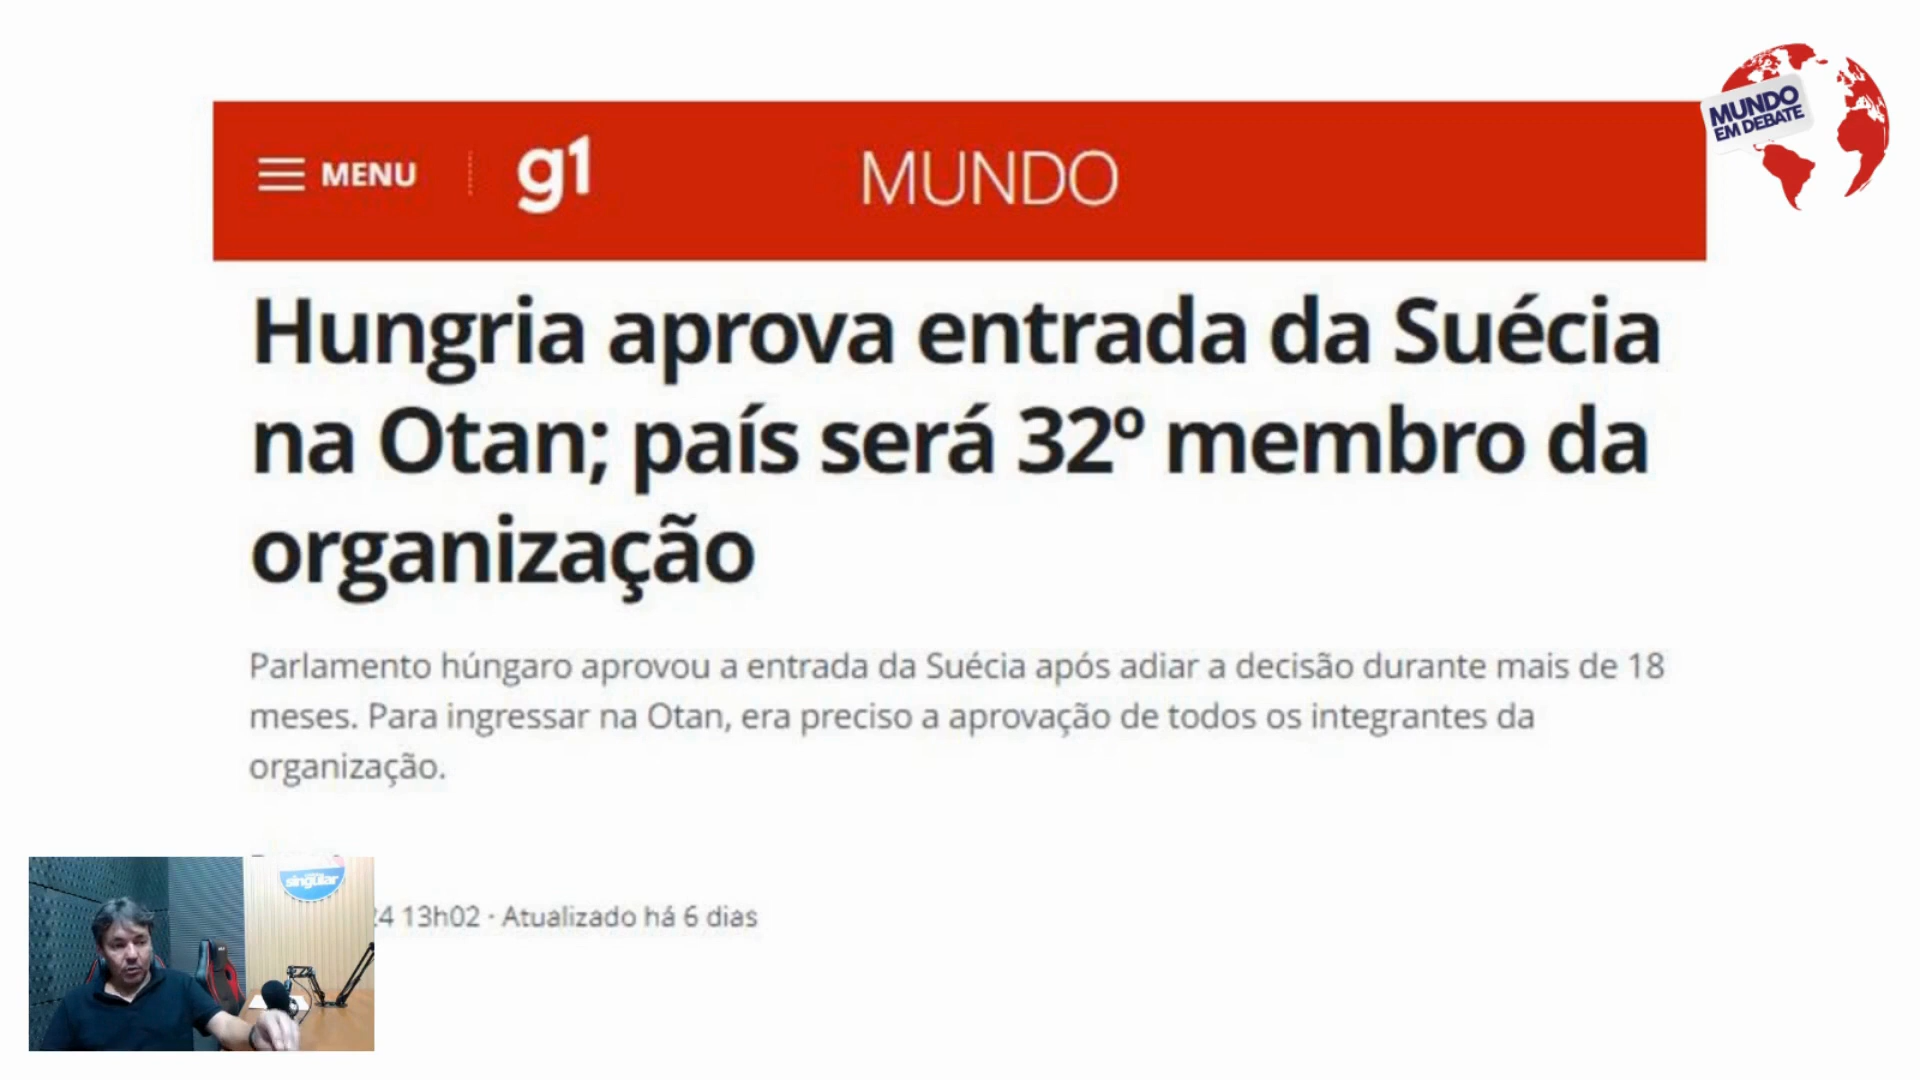 MENU
g1
MUNDO
MUNDO
EM DEBATE
Hungria aprova entrada da Suécia
na Otan; país será 32º membro da
organização
Parlamento húngaro aprovou a entrada da Suécia após adiar a decisão durante mais de 18
meses. Para ingressar na Otan, era preciso a aprovação de todos os integrantes da
organização.
singular
24 13h02 · Atualizado há 6 dias